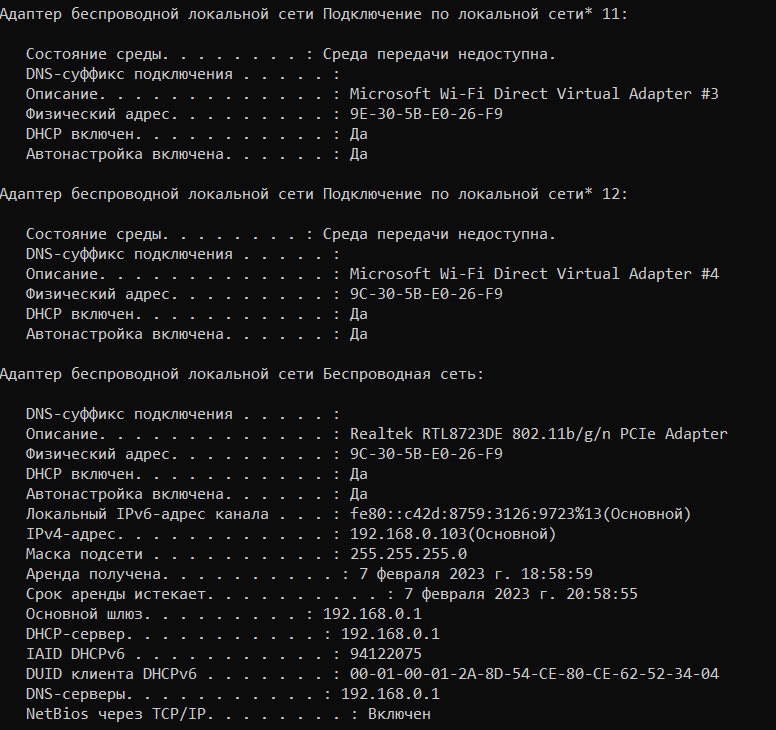 Адаптер беспроводной локальной сети Подключение по локальной сети* 11:
Состояние среды. . . . . . . . : Среда передачи недоступна.
DNS-суффикс подключения . . . . . :
Описание. . . . . . . . . . . . . : Microsoft Wi-Fi Direct Virtual Adapter #3
Физический адрес. . . . . . . . . : 9E-30-5B-E0-26-F9
DHCP включен. . . . . . . . . . . : Да
Автонастройка включена. . . . . . : Да
Адаптер беспроводной локальной сети Подключение по локальной сети* 12:
Состояние среды. . . . . . . . : Среда передачи недоступна.
DNS-суффикс подключения . . . . . :
Описание. . . . . . . . . . . . . : Microsoft Wi-Fi Direct Virtual Adapter #4
Физический адрес. . . . . . . . . : 9C-30-5B-E0-26-F9
DHCP включен. . . . . . . . . . . : Да
Автонастройка включена. . . . . . : Да
Адаптер беспроводной локальной сети Беспроводная сеть:
DNS-суффикс подключения . . . . . :
Описание. . . . . . . . . . . . . : Realtek RTL8723DE 802.11b/g/n PCIe Adapter
Физический адрес. . . . . . . . . : 9C-30-5B-E0-26-F9
DHCP включен. . . . . . . . . . . : Да
Автонастройка включена. . . . . . : Да
Локальный IPv6-адрес канала . . . : fe80::c42d:8759:3126:9723%13(Основной)
IPv4-адрес. . . . . . . . . . . . : 192.168.0.103(Основной)
Маска подсети . . . . . . . . . . : 255.255.255.0
Аренда получена. . . . . . . . . . : 7 февраля 2023 г. 18:58:59
Срок аренды истекает. . . . . . . . . . : 7 февраля 2023 г. 20:58:55
Основной шлюз. . . . . . . . . : 192.168.0.1
DHCP-сервер. . . . . . . . . . . : 192.168.0.1
IAID DHCPv6 . . . . . . . . . . . : 94122075
DUID клиента DHCPv6 . . . . . . . : 00-01-00-01-2A-8D-54-CE-80-CE-62-52-34-04
DNS-серверы. . . . . . . . . . . : 192.168.0.1
NetBios через TCP/IP. . . . . . . . : Включен